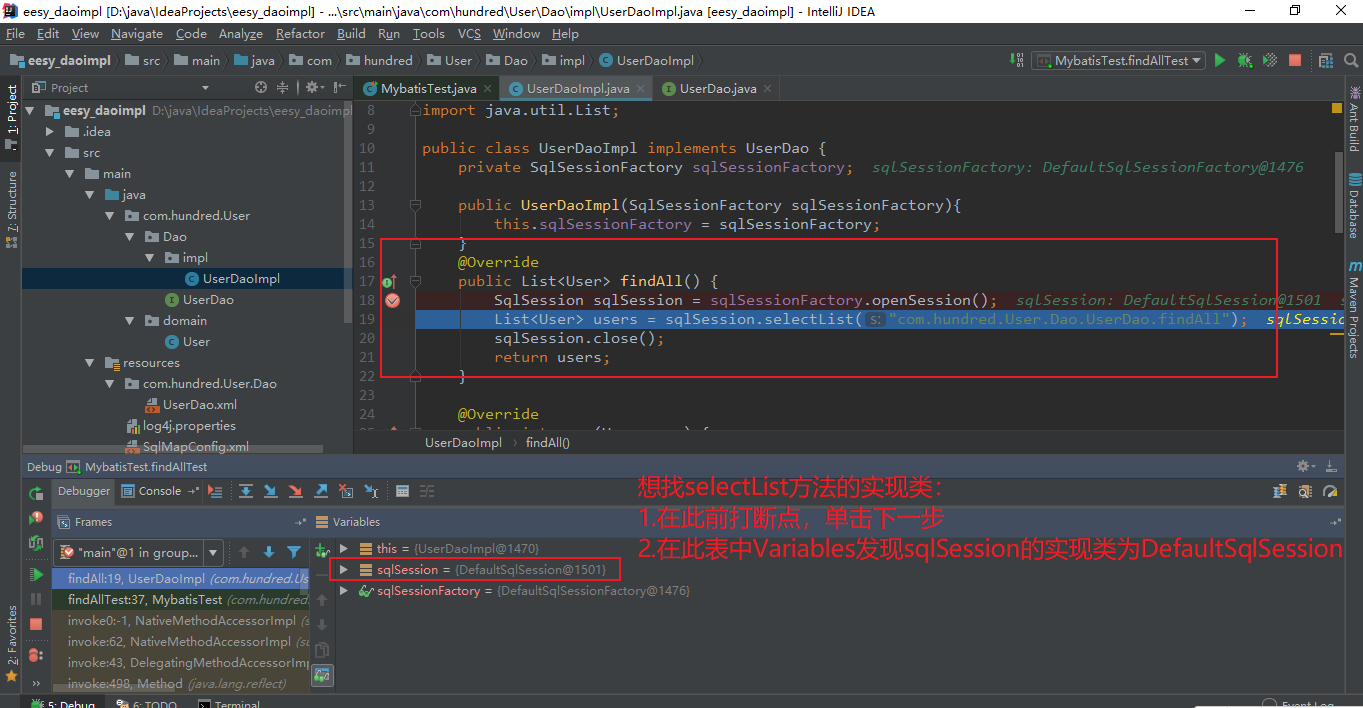 eesy_daoimpl [D:\java\IdeaProjects\eesy_daoimpl] - ...\src\main\java\com\hundred\User\Dao\impl\UserDaoImpl.java [eesy_daoimpl] - IntelliJ IDEA
File Edit View Navigate Code Analyze Refactor Build Run Tools VCS Window Help
eesy_daoimpl src main java com hundred User Dao impl UserDaoImpl MybatisTest.findAllTest
1: Project
Z: Structure
2: Favorites
Project
eesy_daoimpl D:\java\IdeaProjects\eesy_daoimpl
.idea
src
main
java
com.hundred.User
Dao
impl
UserDaoImpl
UserDao
domain
User
resources
com.hundred.User.Dao
UserDao.xml
log4j.properties
SqlMapConfig.xml
MybatisTest.java UserDaoImpl.java UserDao.java
8 import java.util.List;
9
10 public class UserDaoImpl implements UserDao {
11 private SqlSessionFactory sqlSessionFactory; sqlSessionFactory: DefaultSqlSessionFactory@1476
12
13 public UserDaoImpl(SqlSessionFactory sqlSessionFactory){
14 this.sqlSessionFactory = sqlSessionFactory;
15 }
16 @Override
17 public List<User> findAll() {
18 SqlSession sqlSession = sqlSessionFactory.openSession(); sqlSession: DefaultSqlSession@1501
19 List<User> users = sqlSession.selectList( s: "com.hundred.User.Dao.UserDao.findAll"); sqlSessio
20 sqlSession.close();
21 return users;
22 }
23
24 @Override
UserDaoImpl › findAll()
Ant Build
Database
Maven Projects
Debug MybatisTest.findAllTest
Debugger Console
Frames
Variables
"main"@1 in group...
findAll:19, UserDaoImpl (com.hundred.Us
findAllTest:37, MybatisTest (com.hundred.
invoke0:-1, NativeMethodAccessorImpl (s
invoke:62, NativeMethodAccessorImpl (su
invoke:43, DelegatingMethodAccessorImp
invoke:498, Method (java.lang.reflect)
this = {UserDaoImpl@1470}
sqlSession = {DefaultSqlSession@1501}
sqlSessionFactory = {DefaultSqlSessionFactory@1476}
想找selectList方法的实现类：
1.在此前打断点，单击下一步
2.在此表中Variables发现sqlSession的实现类为DefaultSqlSession
5: Debug 6: TODO Terminal Event Log